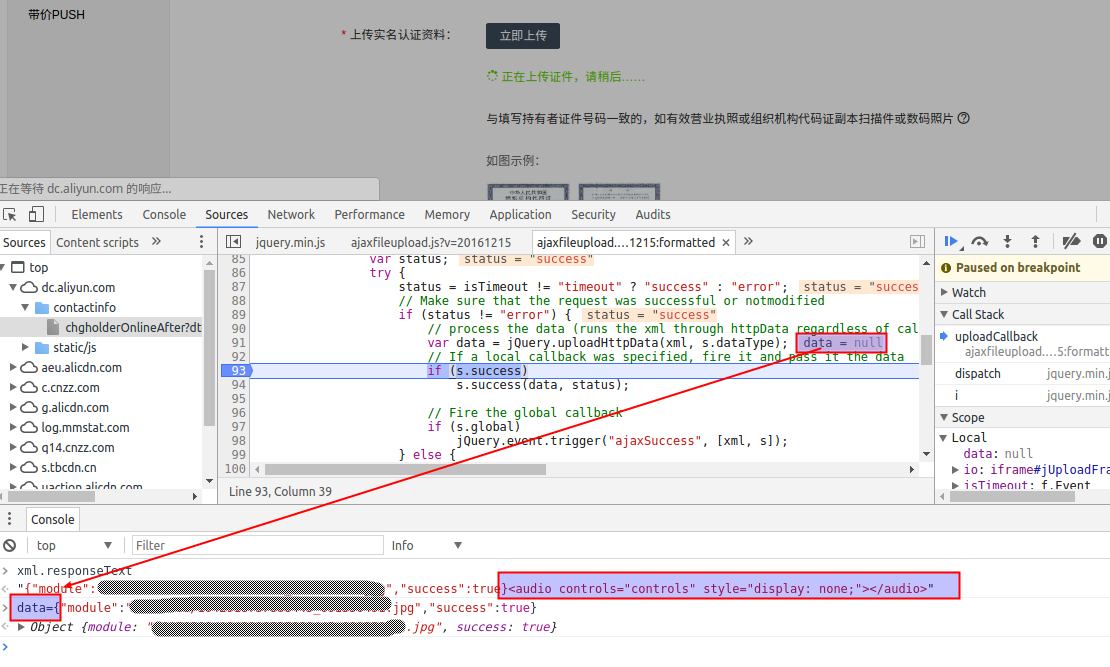 带价PUSH
* 上传实名认证资料：
立即上传
正在上传证件，请稍后……
与填写持有者证件号码一致的，如有效营业执照或组织机构代码证副本扫描件或数码照片
如图示例：
正在等待 dc.aliyun.com 的响应...
Elements Console Sources Network Performance Memory Application Security Audits
Sources Content scripts »
jquery.min.js ajaxfileupload.js?v=20161215 ajaxfileupload....1215:formatted × »
top
dc.aliyun.com
contactinfo
chgholderOnlineAfter?dt
static/js
aeu.alicdn.com
c.cnzz.com
g.alicdn.com
log.mmstat.com
q14.cnzz.com
s.tbcdn.cn
uaction.alicdn.com
85 var status; status = "success"
86 try {
87 status = isTimeout != "timeout" ? "success" : "error"; status = "succes
88 // Make sure that the request was successful or notmodified
89 if (status != "error") { status = "success"
90 // process the data (runs the xml through httpData regardless of cal
91 var data = jQuery.uploadHttpData(xml, s.dataType); data = null
92 // If a local callback was specified, fire it and pass it the data
93 if (s.success)
94 s.success(data, status);
95
96 // Fire the global callback
97 if (s.global)
98 jQuery.event.trigger("ajaxSuccess", [xml, s]);
99 } else {
100
Line 93, Column 39
Paused on breakpoint
Watch
Call Stack
uploadCallback
ajaxfileupload....5:formatt
dispatch jquery.min.j
i jquery.min.j
Scope
Local
data: null
io: iframe#jUploadFra
isTimeout: f.Event
Console
top Filter Info
> xml.responseText
"{"module":" ","success":true}<audio controls="controls" style="display: none;"></audio>"
> data={"module":" .jpg","success":true}
Object {module: " .jpg", success: true}
>